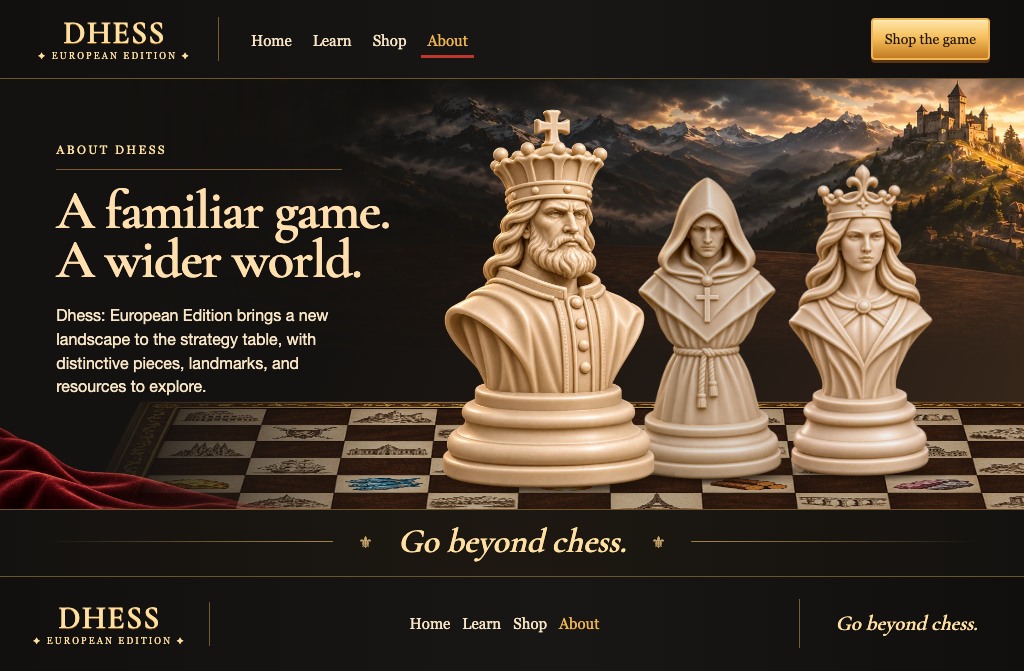 DHESS
EUROPEAN EDITION
Home Learn Shop About
Shop the game
ABOUT DHESS
A familiar game.
A wider world.
Dhess: European Edition brings a new
landscape to the strategy table, with
distinctive pieces, landmarks, and
resources to explore.
Go beyond chess.
DHESS
EUROPEAN EDITION
Home Learn Shop About
Go beyond chess.